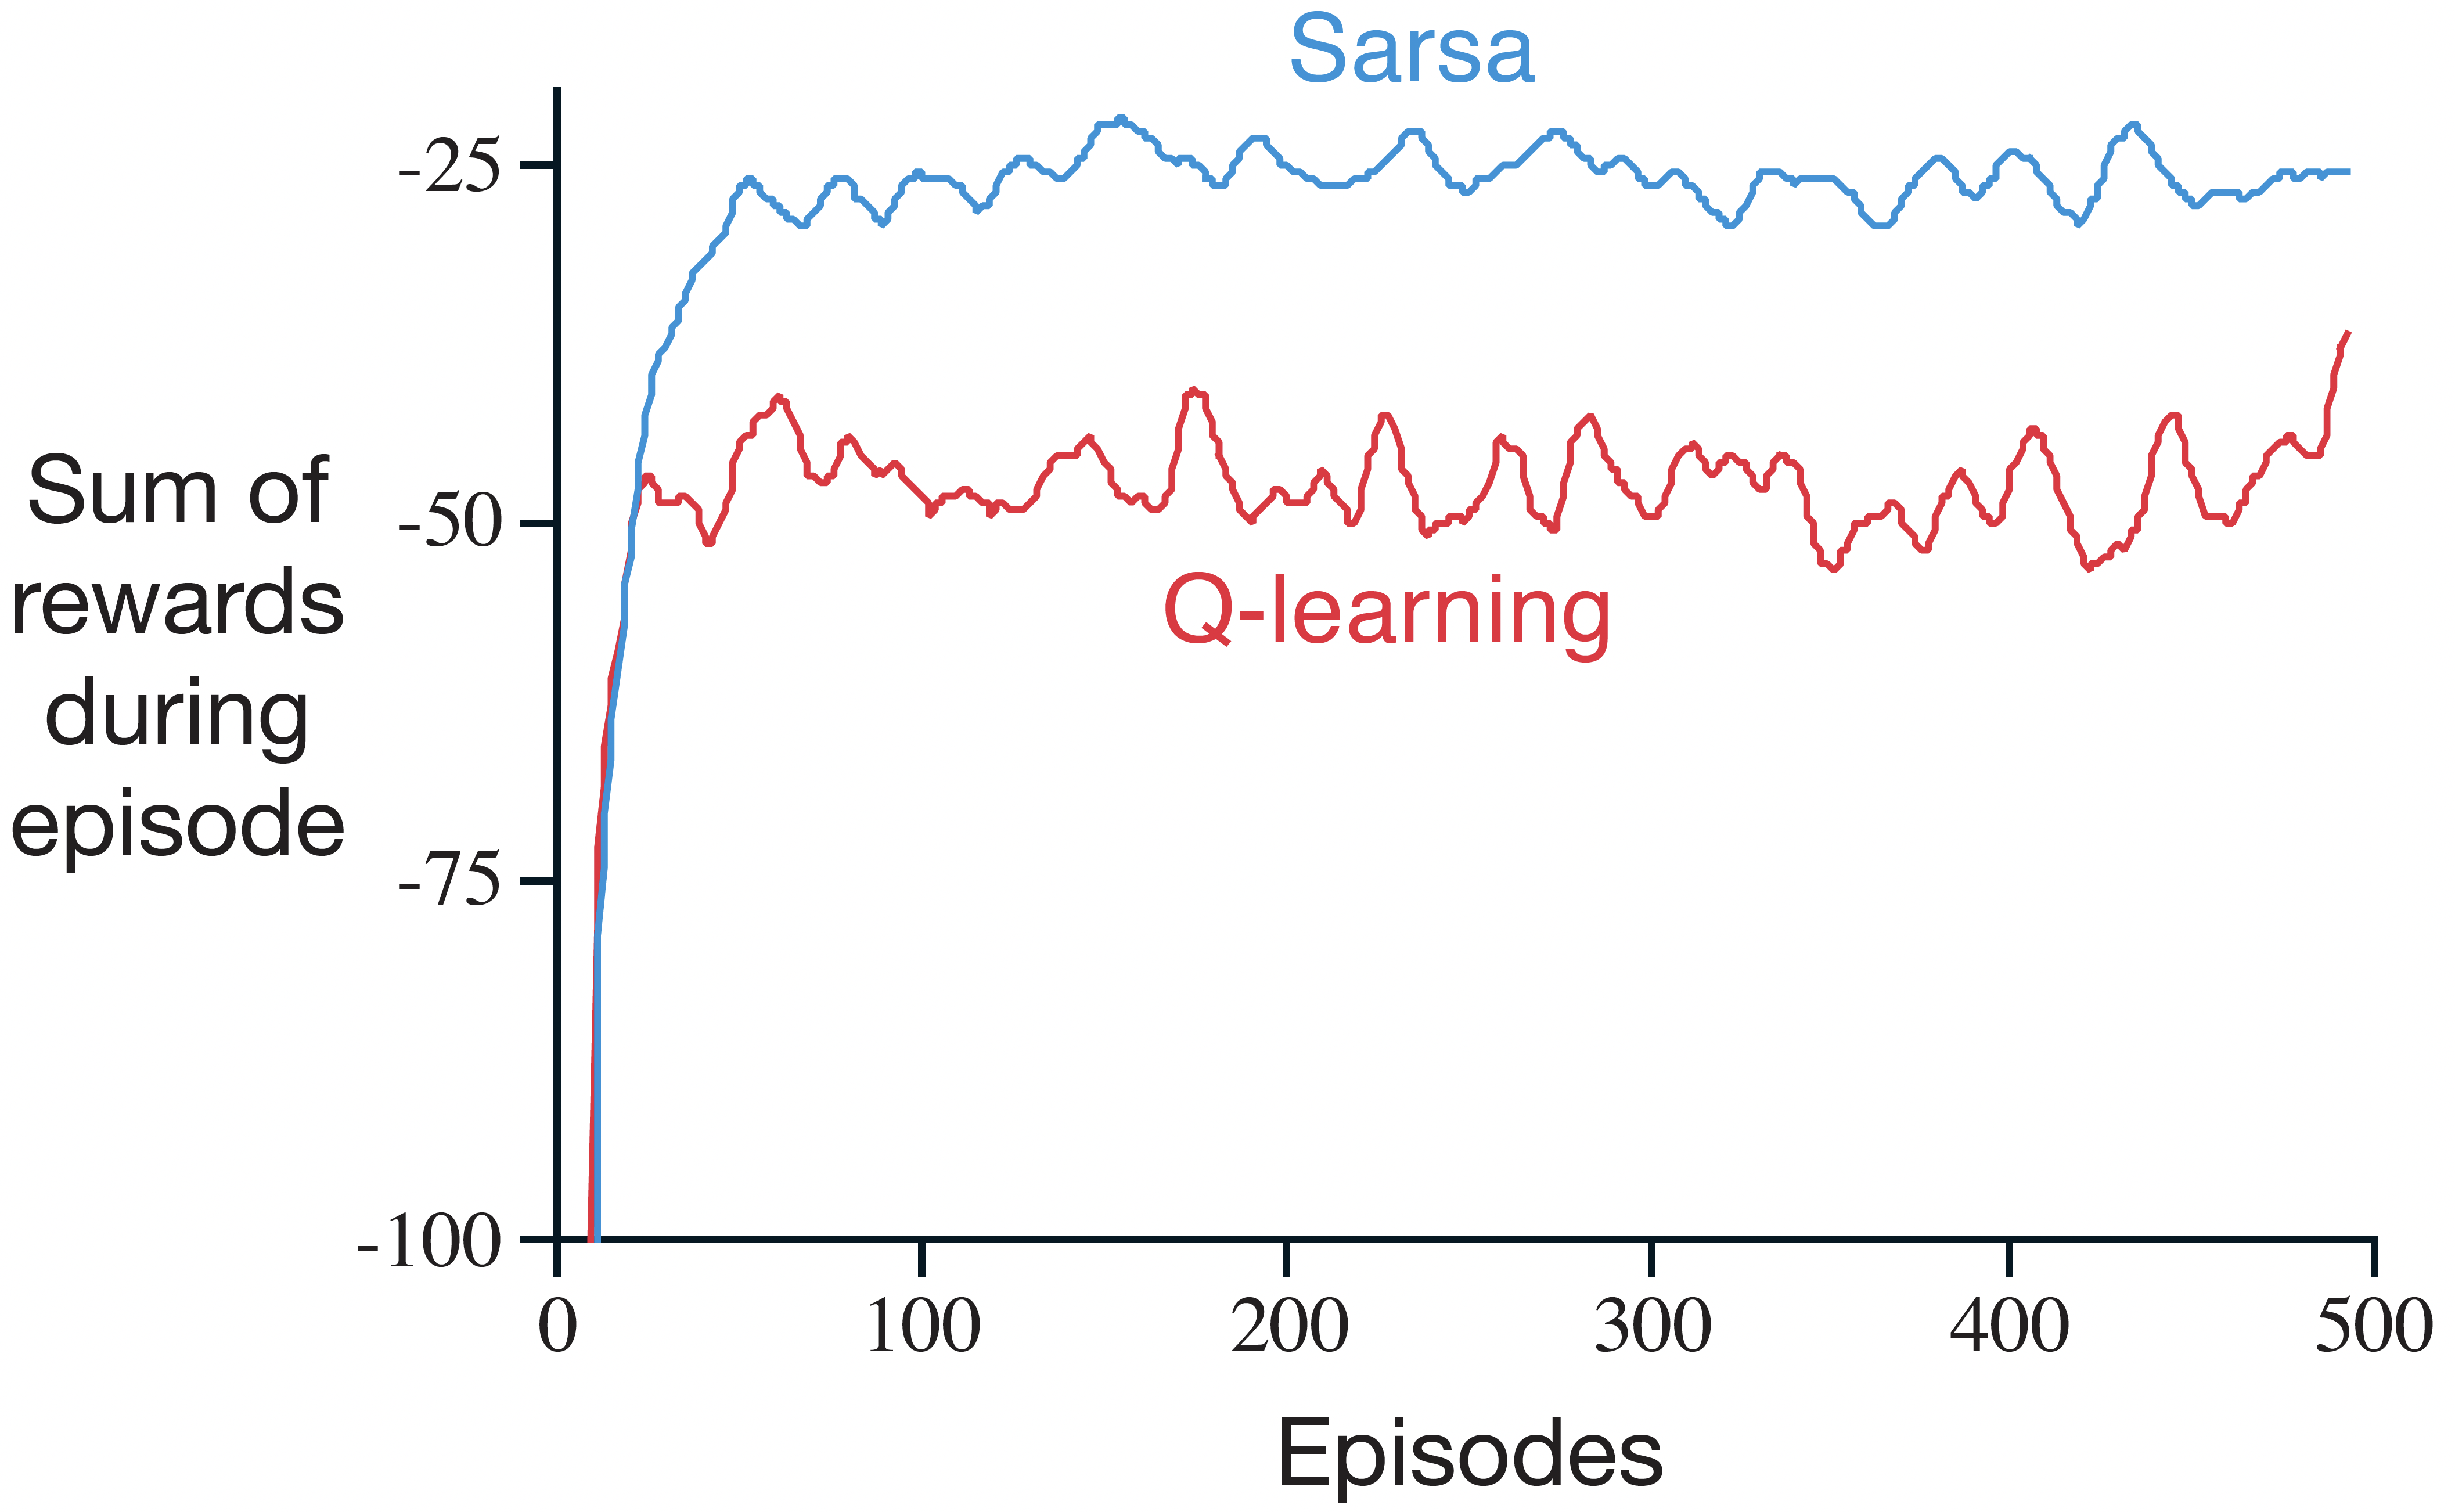 Sarsa
-25
Sum of
-50
rewards
Q-learning
during
episode
-75
-100
0 100 200 300 400 500
Episodes